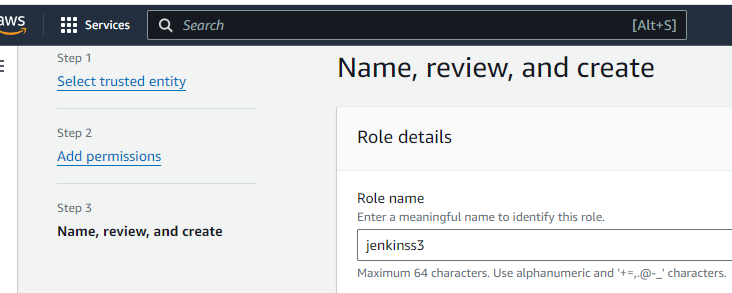 aws
Services
Search
[Alt+S]
Step 1
Select trusted entity
Step 2
Add permissions
Step 3
Name, review, and create
Name, review, and create
Role details
Role name
Enter a meaningful name to identify this role.
jenkinss3
Maximum 64 characters. Use alphanumeric and '+=,.@-_' characters.